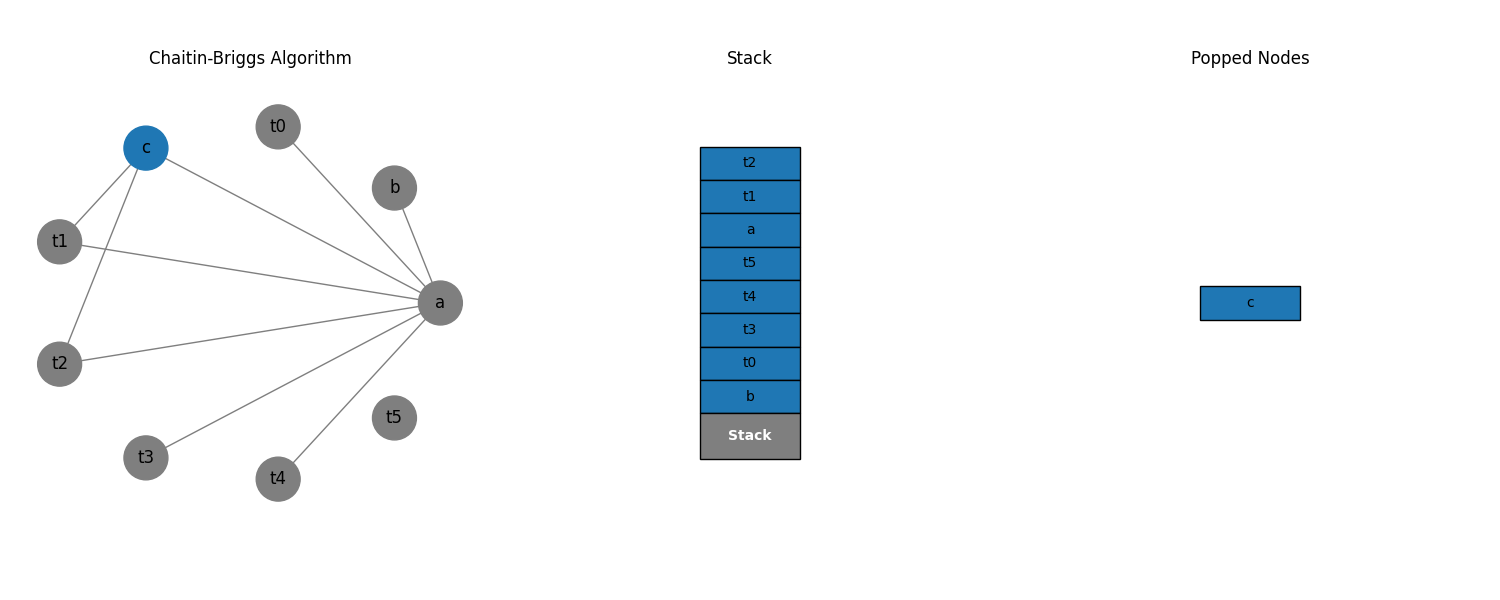 Chaitin-Briggs Algorithm
t0
c
b
t1
a
t2
t5
t3
t4
Stack
t2
t1
a
t5
t4
t3
t0
b
Stack
Popped Nodes
c